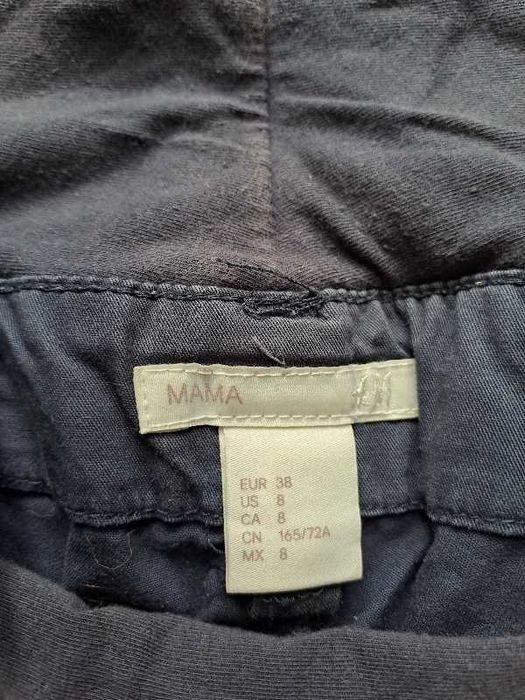 MAMA H&M
EUR 38
US 8
CA 8
CN 165/72A
MX 8